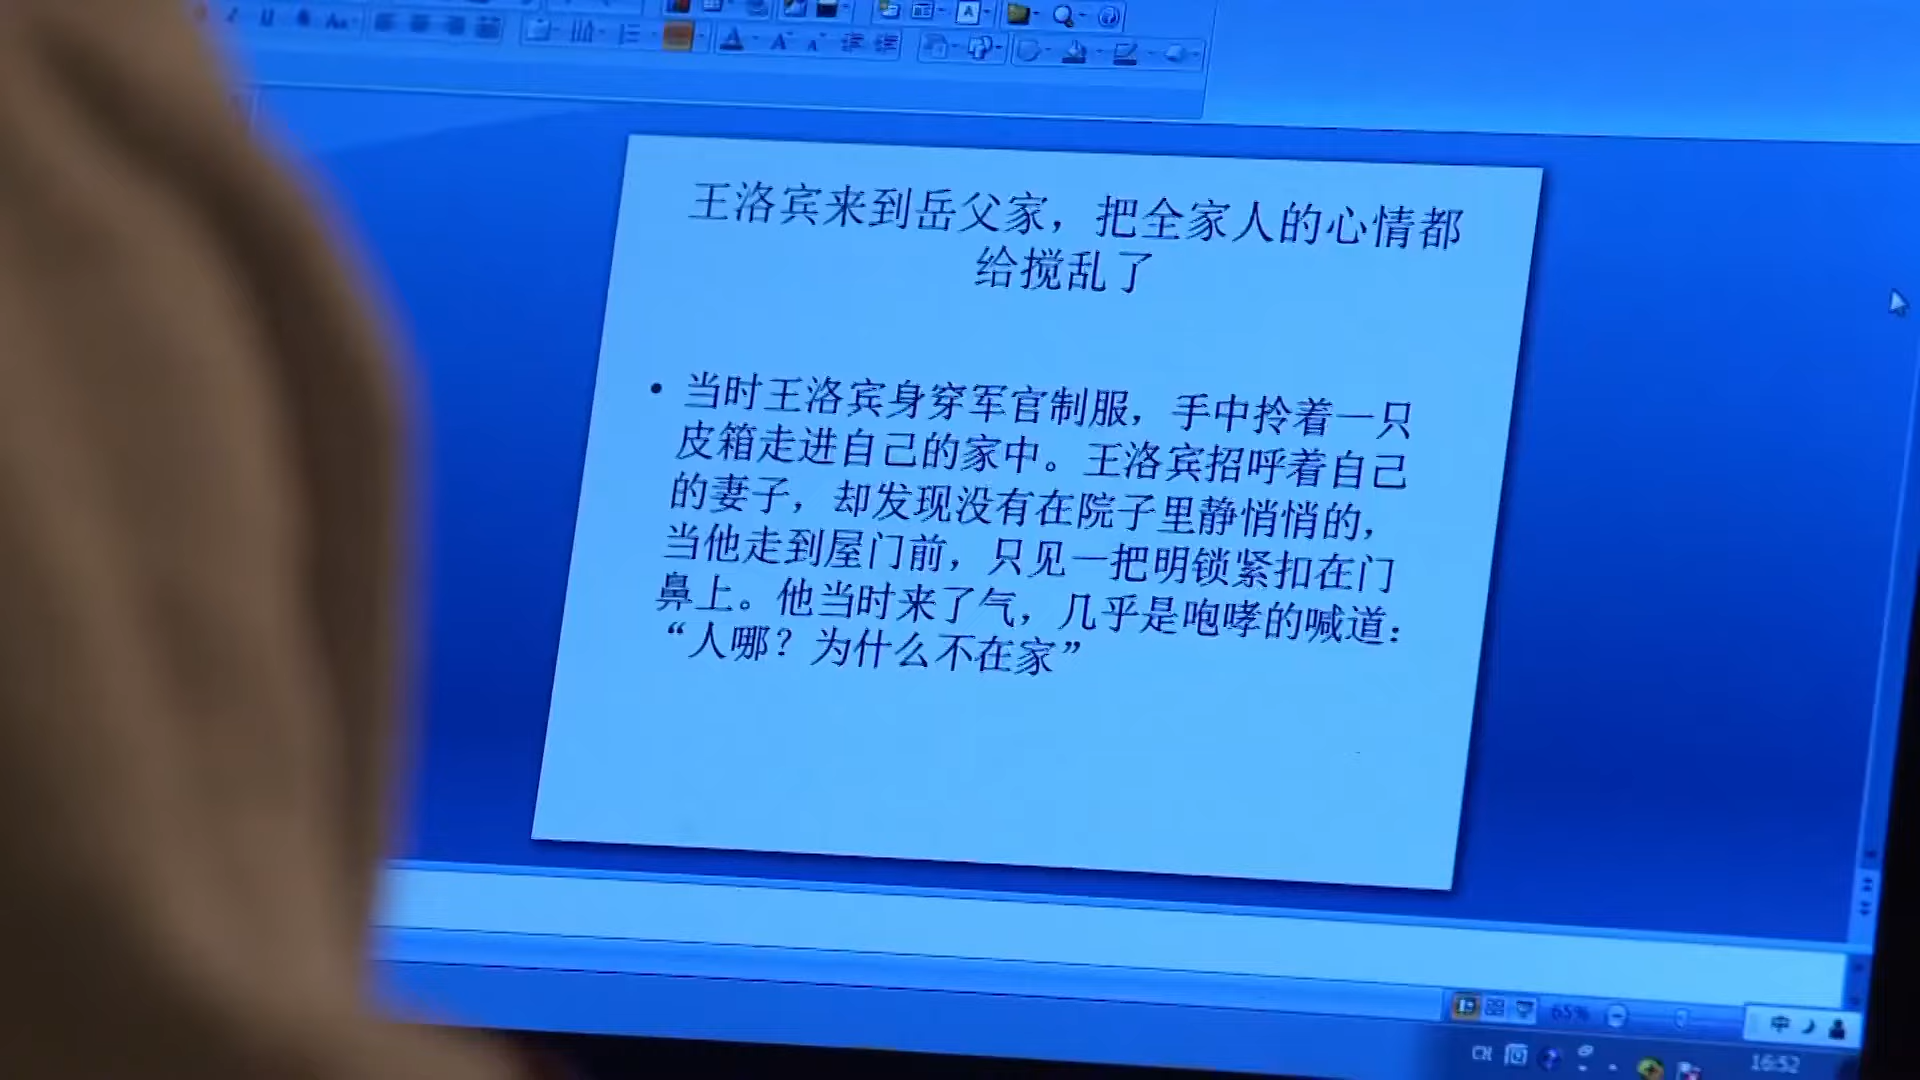 王洛宾来到岳父家，把全家人的心情都
给搅乱了
• 当时王洛宾身穿军官制服，手中拎着一只
皮箱走进自己的家中。王洛宾招呼着自己
的妻子，却发现没有在院子里静悄悄的，
当他走到屋门前，只见一把明锁紧扣在门
鼻上。他当时来了气，几乎是咆哮的喊道：
“人哪？为什么不在家”
65%
中
CH
16:52